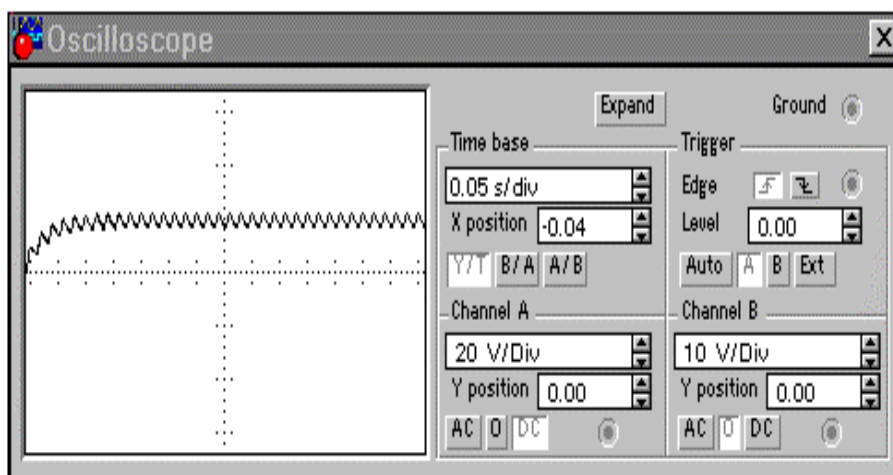 Oscilloscope X
Expand Ground
Time base
0.05 s/div
X position -0.04
Y/T B/A A/B
Trigger
Edge
Level 0.00
Auto A B Ext
Channel A
20 V/Div
Y position 0.00
AC 0 DC
Channel B
10 V/Div
Y position 0.00
AC 0 DC